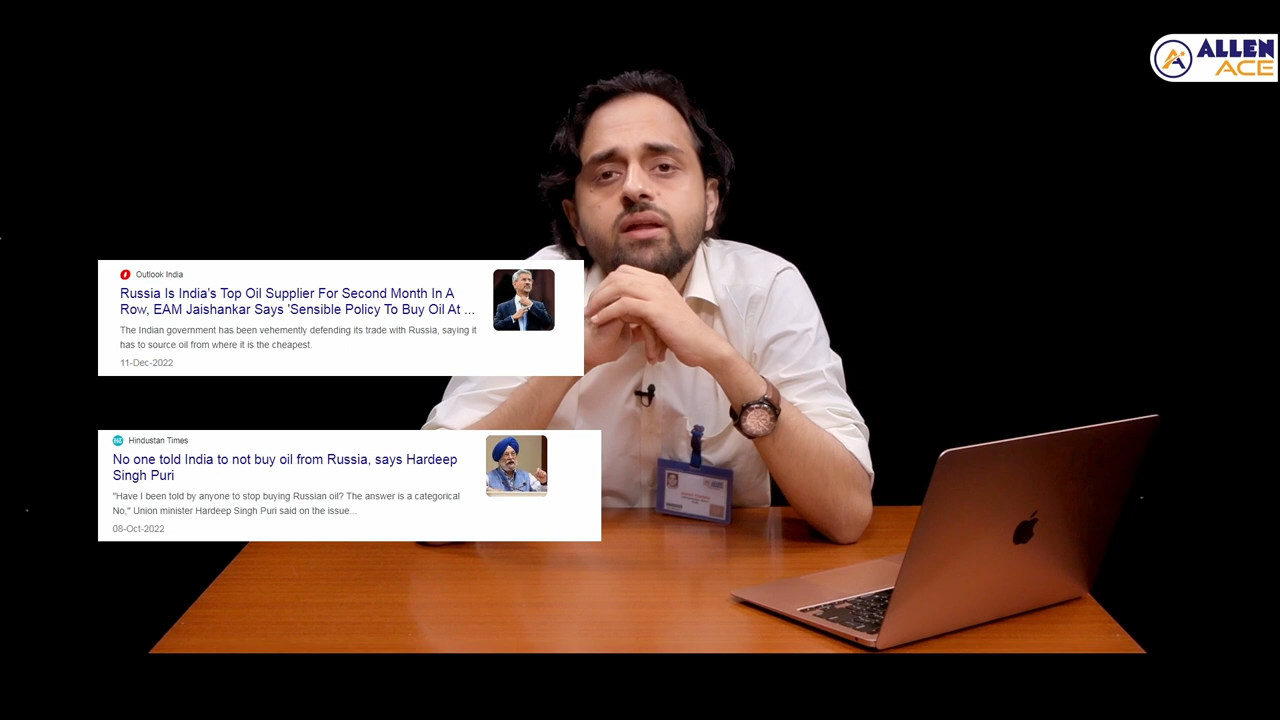 ALLEN
ACE
Outlook India
Russia Is India's Top Oil Supplier For Second Month In A
Row, EAM Jaishankar Says 'Sensible Policy To Buy Oil At ...
The Indian government has been vehemently defending its trade with Russia, saying it
has to source oil from where it is the cheapest.
11-Dec-2022
Hindustan Times
No one told India to not buy oil from Russia, says Hardeep
Singh Puri
"Have I been told by anyone to stop buying Russian oil? The answer is a categorical
No," Union minister Hardeep Singh Puri said on the issue...
08-Oct-2022